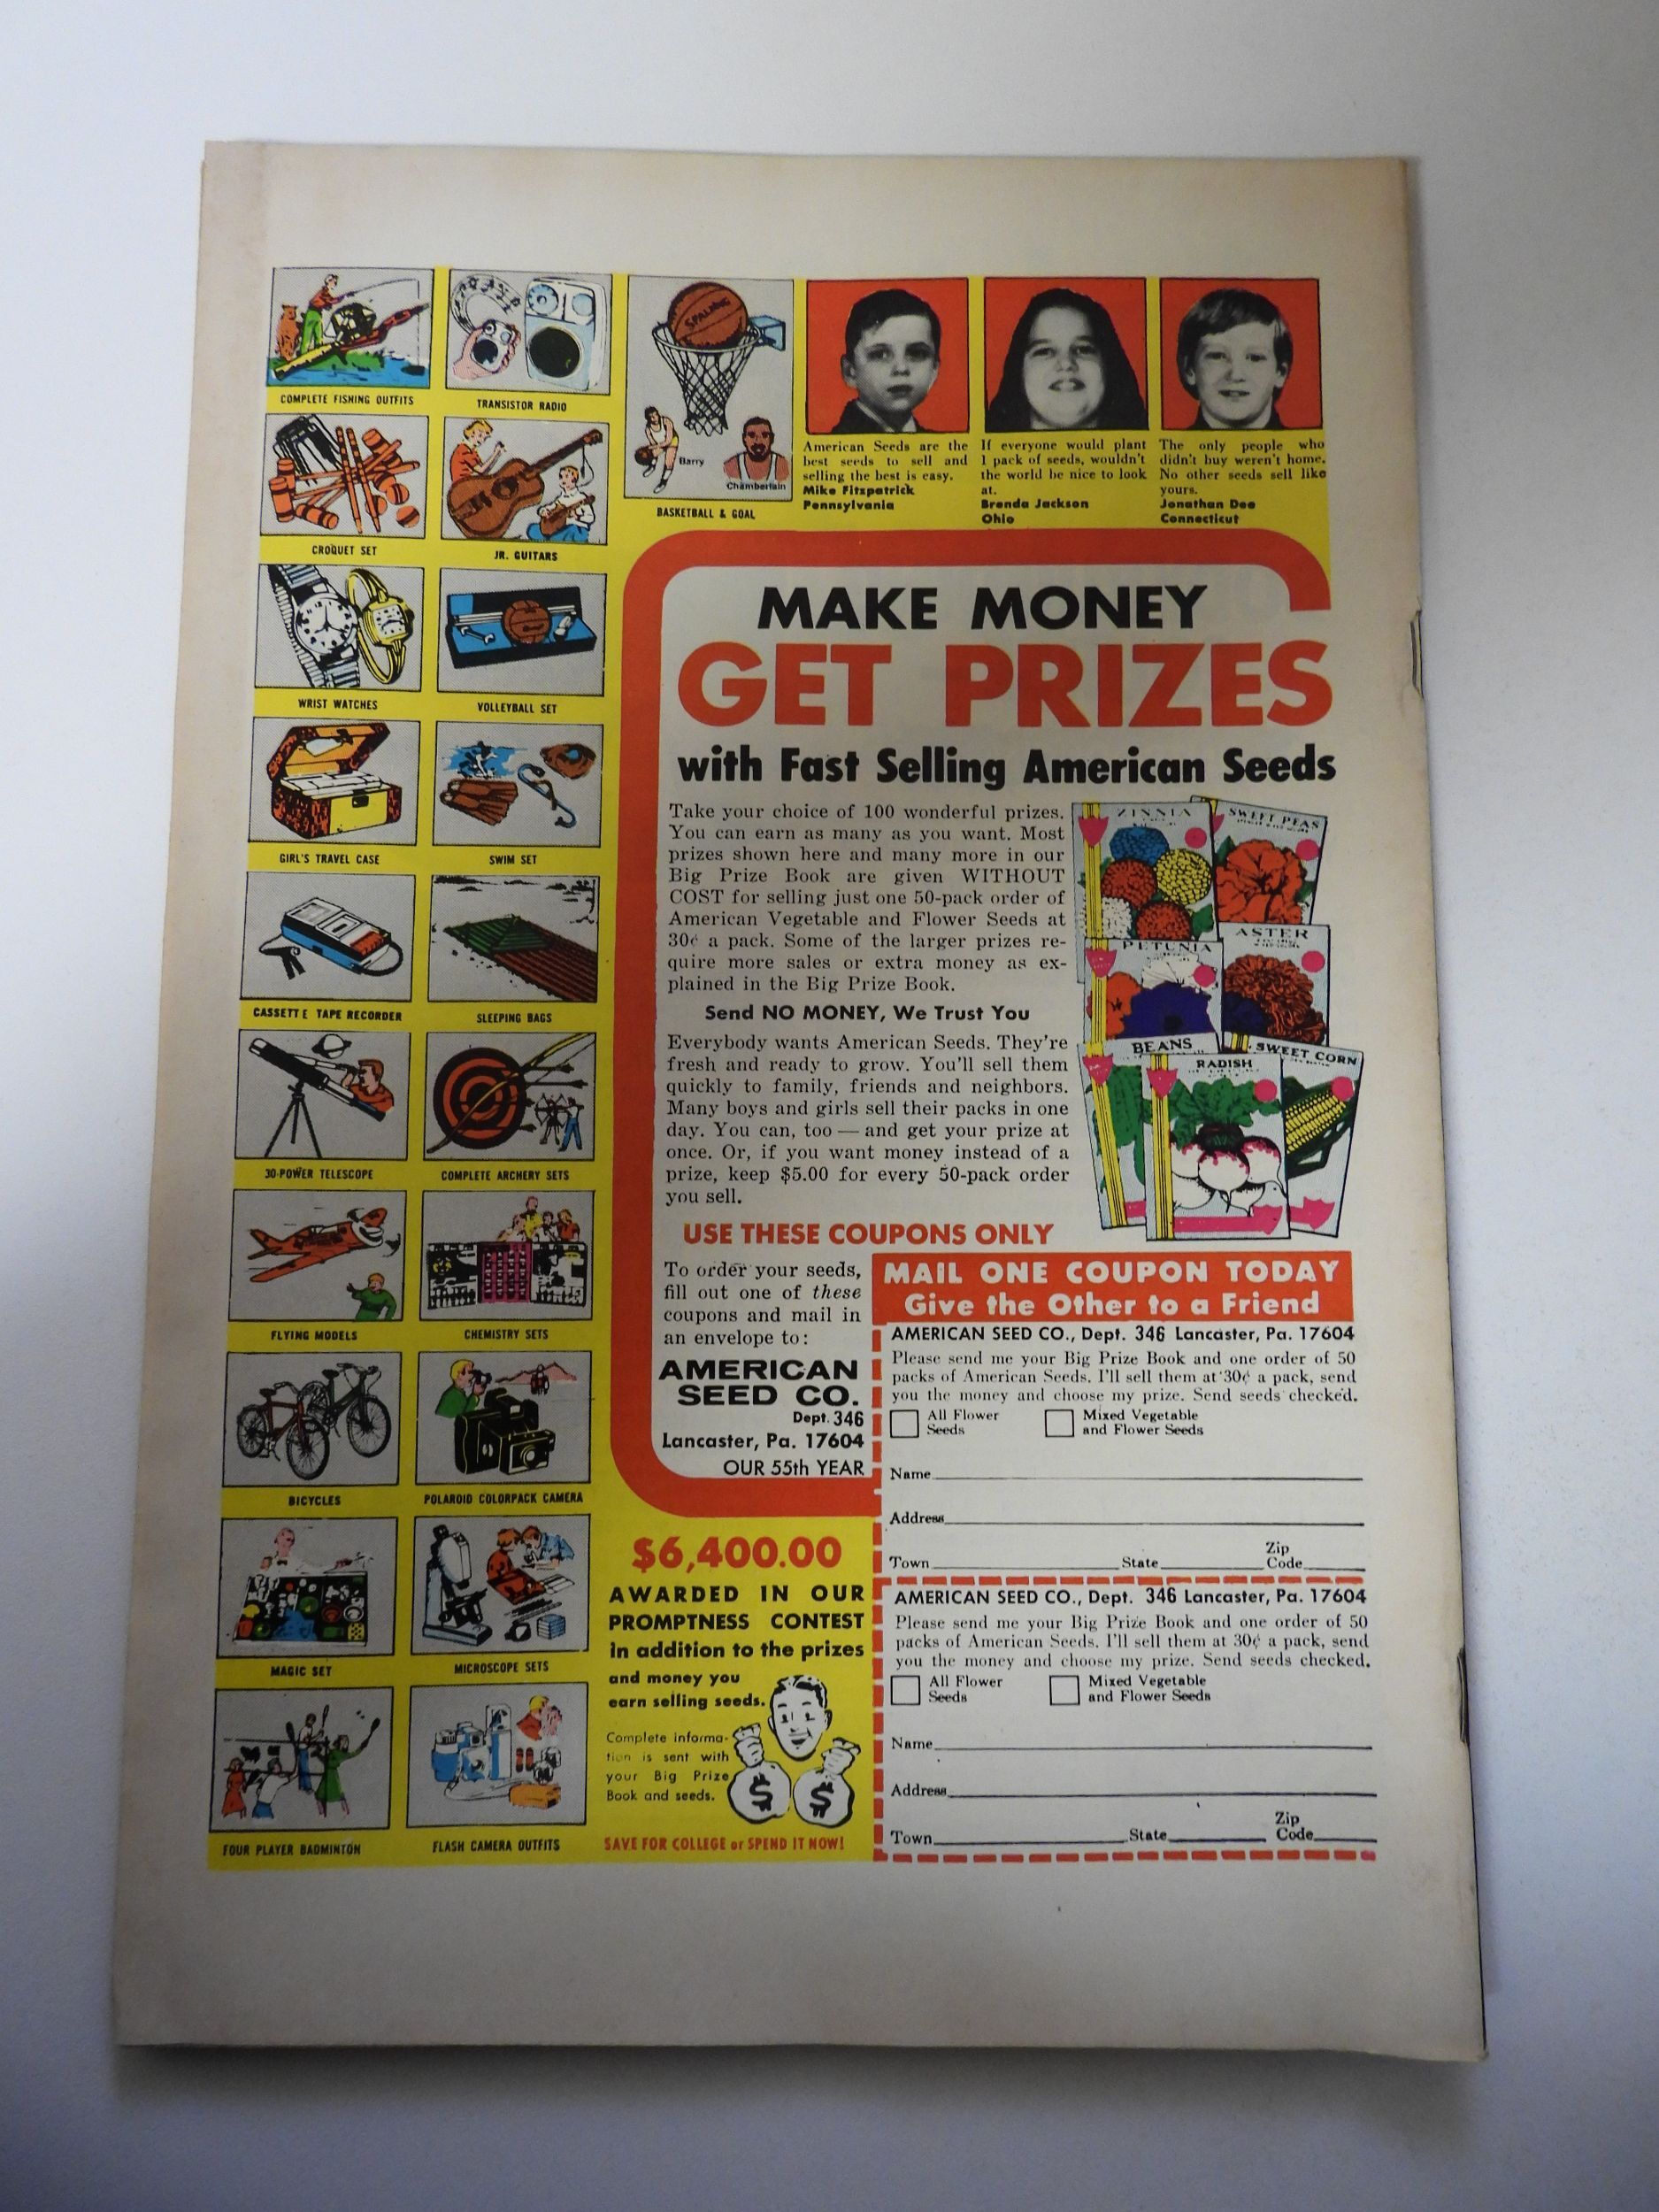 COMPLETE FISHING OUTFITS
TRANSISTOR RADIO
CROQUET SET
JR. GUITARS
WRIST WATCHES
VOLLEYBALL SET
GIRL'S TRAVEL CASE
SWIM SET
CASSETTE TAPE RECORDER
SLEEPING BAGS
30-POWER TELESCOPE
COMPLETE ARCHERY SETS
FLYING MODELS
CHEMISTRY SETS
BICYCLES
POLAROID COLORPACK CAMERA
MAGIC SET
MICROSCOPE SETS
FOUR PLAYER BADMINTON
FLASH CAMERA OUTFITS
SPALDING
Barry
Chamberlain
BASKETBALL & GOAL
American Seeds are the
best seeds to sell and
selling the best is easy.
Mike Fitzpatrick
Pennsylvania
If everyone would plant
1 pack of seeds, wouldn't
the world be nice to look
at.
Brenda Jackson
Ohio
The only people who
didn't buy weren't home.
No other seeds sell like
yours.
Jonathan Dee
Connecticut
MAKE MONEY
GET PRIZES
with Fast Selling American Seeds
Take your choice of 100 wonderful prizes.
You can earn as many as you want. Most
prizes shown here and many more in our
Big Prize Book are given WITHOUT
COST for selling just one 50-pack order of
American Vegetable and Flower Seeds at
30¢ a pack. Some of the larger prizes re-
quire more sales or extra money as ex-
plained in the Big Prize Book.
Send NO MONEY, We Trust You
Everybody wants American Seeds. They're
fresh and ready to grow. You'll sell them
quickly to family, friends and neighbors.
Many boys and girls sell their packs in one
day. You can, too — and get your prize at
once. Or, if you want money instead of a
prize, keep $5.00 for every 50-pack order
you sell.
ZINNIA
SWEET PEAS
PETUNIA
ASTER
BEANS
RADISH
SWEET CORN
USE THESE COUPONS ONLY
To order your seeds,
fill out one of these
coupons and mail in
an envelope to:
AMERICAN
SEED CO.
Dept. 346
Lancaster, Pa. 17604
OUR 55th YEAR
MAIL ONE COUPON TODAY
Give the Other to a Friend
AMERICAN SEED CO., Dept. 346 Lancaster, Pa. 17604
Please send me your Big Prize Book and one order of 50
packs of American Seeds. I'll sell them at 30¢ a pack, send
you the money and choose my prize. Send seeds checked.
All Flower
Seeds
Mixed Vegetable
and Flower Seeds
Name
Address
Town State Zip
Code
AMERICAN SEED CO., Dept. 346 Lancaster, Pa. 17604
Please send me your Big Prize Book and one order of 50
packs of American Seeds. I'll sell them at 30¢ a pack, send
you the money and choose my prize. Send seeds checked.
All Flower
Seeds
Mixed Vegetable
and Flower Seeds
Name
Address
Town State Zip
Code
$6,400.00
AWARDED IN OUR
PROMPTNESS CONTEST
in addition to the prizes
and money you
earn selling seeds.
Complete informa-
tion is sent with
your Big Prize
Book and seeds.
$ $
SAVE FOR COLLEGE or SPEND IT NOW!